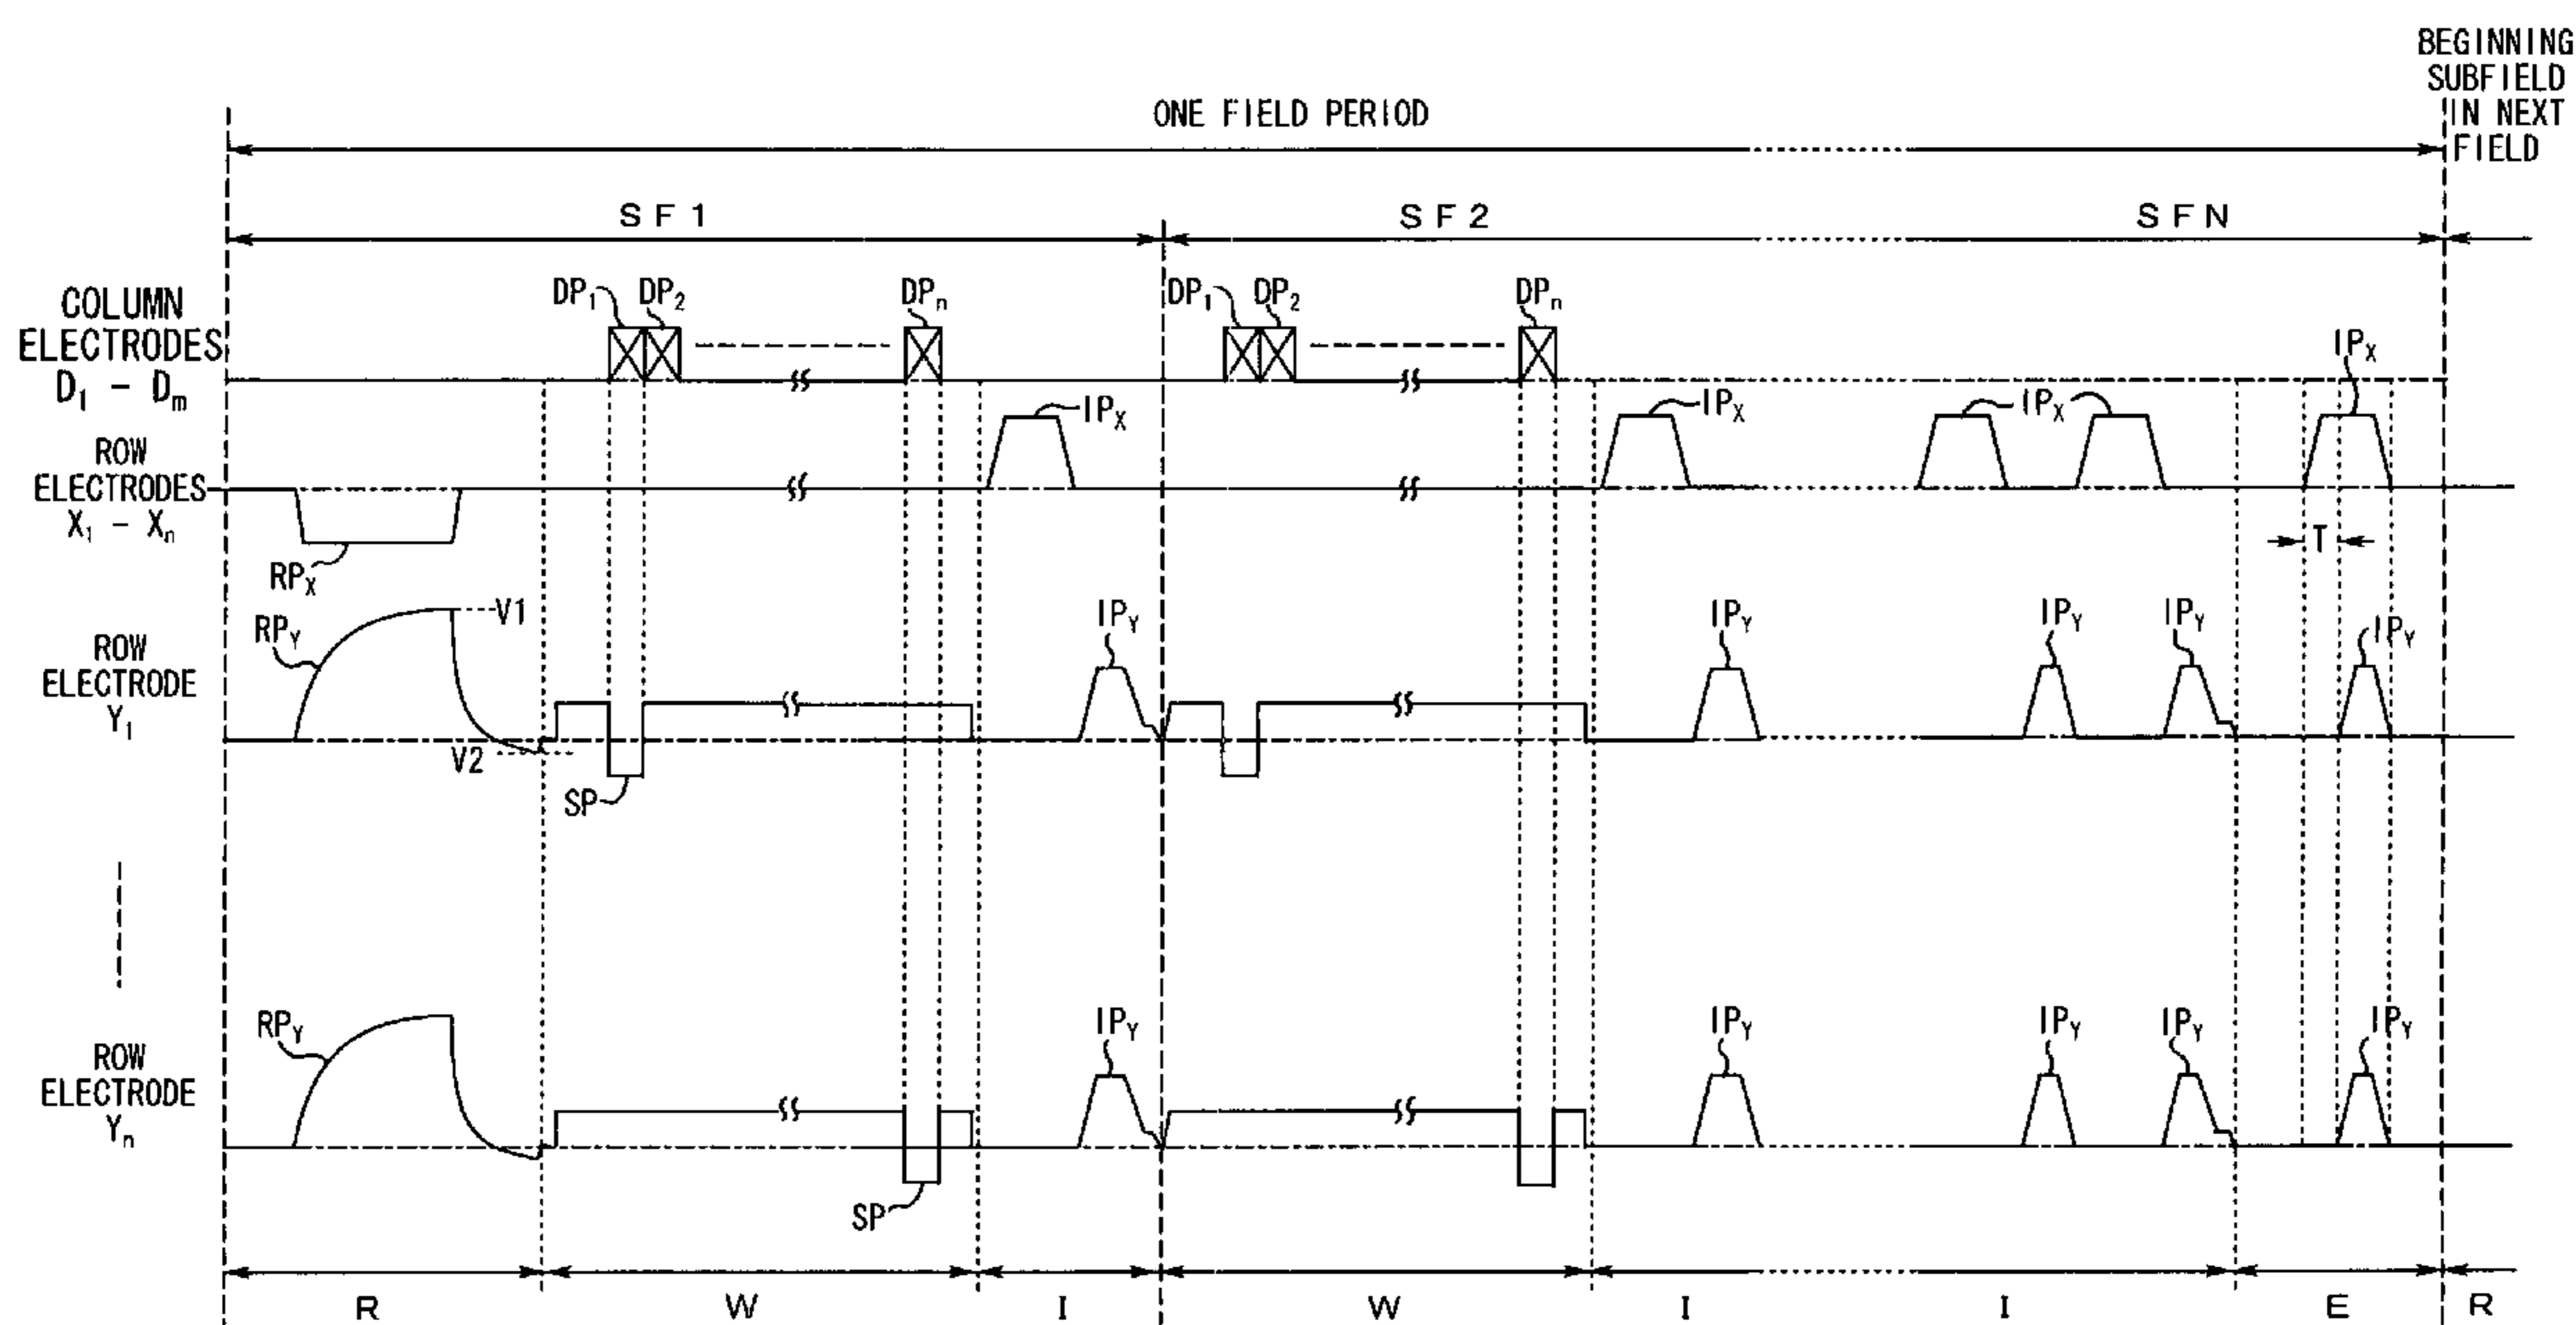 BEGINNING
SUBFIELD
IN NEXT
FIELD
ONE FIELD PERIOD
SF1 SF2 SFN
COLUMN
ELECTRODES
D₁ - Dₘ
DP₁ DP₂ DPₙ DP₁ DP₂ DPₙ IPₓ
ROW
ELECTRODES
X₁ - Xₙ
IPₓ IPₓ IPₓ
RPₓ T
ROW
ELECTRODE
Y₁
RPY V1 IPY IPY IPY IPY IPY
V2 SP
ROW
ELECTRODE
Yₙ
RPY IPY IPY IPY IPY IPY
SP
R W I W I I E R